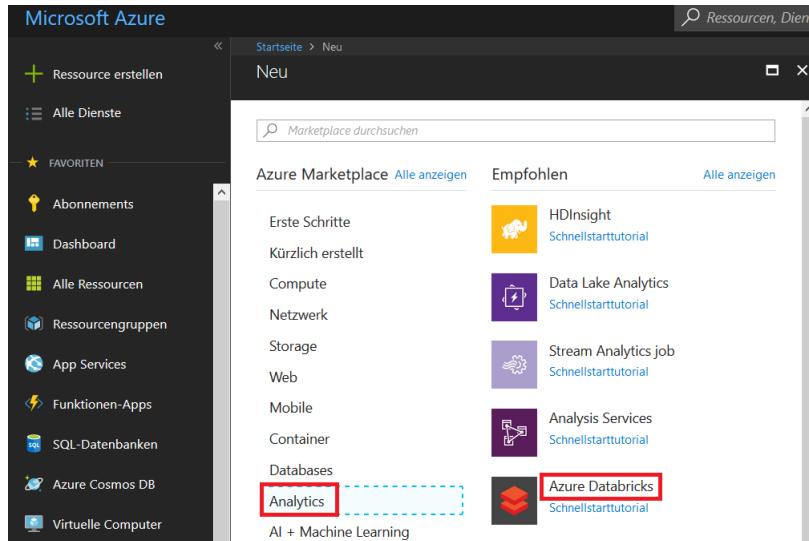 Microsoft Azure
Ressourcen, Dien
Ressource erstellen
Alle Dienste
FAVORITEN
Abonnements
Dashboard
Alle Ressourcen
Ressourcengruppen
App Services
Funktionen-Apps
SQL
SQL-Datenbanken
Azure Cosmos DB
Virtuelle Computer
Startseite > Neu
Neu
Marketplace durchsuchen
Azure Marketplace Alle anzeigen
Erste Schritte
Kürzlich erstellt
Compute
Netzwerk
Storage
Web
Mobile
Container
Databases
Analytics
AI + Machine Learning
Empfohlen Alle anzeigen
HDInsight
Schnellstarttutorial
Data Lake Analytics
Schnellstarttutorial
Stream Analytics job
Schnellstarttutorial
Analysis Services
Schnellstarttutorial
Azure Databricks
Schnellstarttutorial